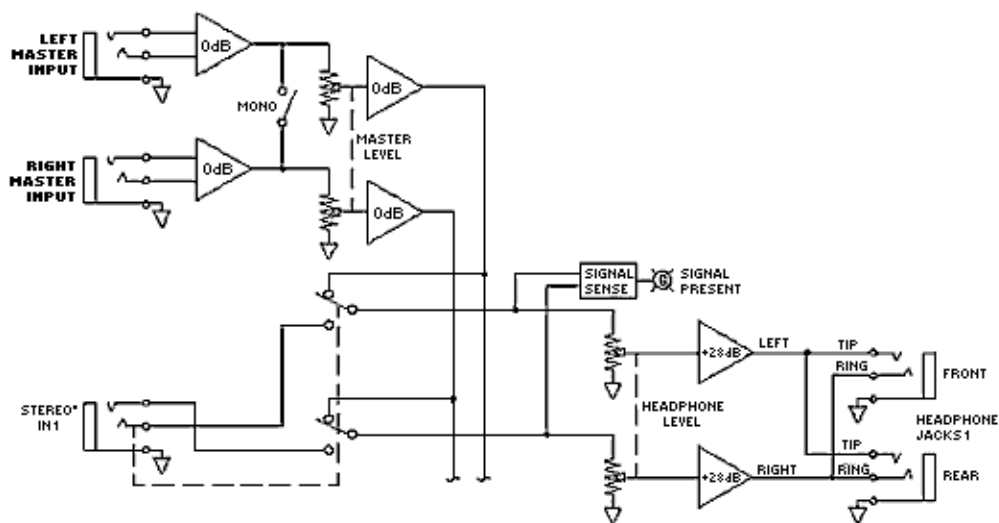 LEFT
MASTER
INPUT
0dB
0dB
MONO
MASTER
LEVEL
RIGHT
MASTER
INPUT
0dB
0dB
SIGNAL
SENSE
G
SIGNAL
PRESENT
STEREO*
IN1
+28dB
LEFT
TIP
RING
FRONT
HEADPHONE
LEVEL
HEADPHONE
JACKS1
+28dB
RIGHT
TIP
RING
REAR